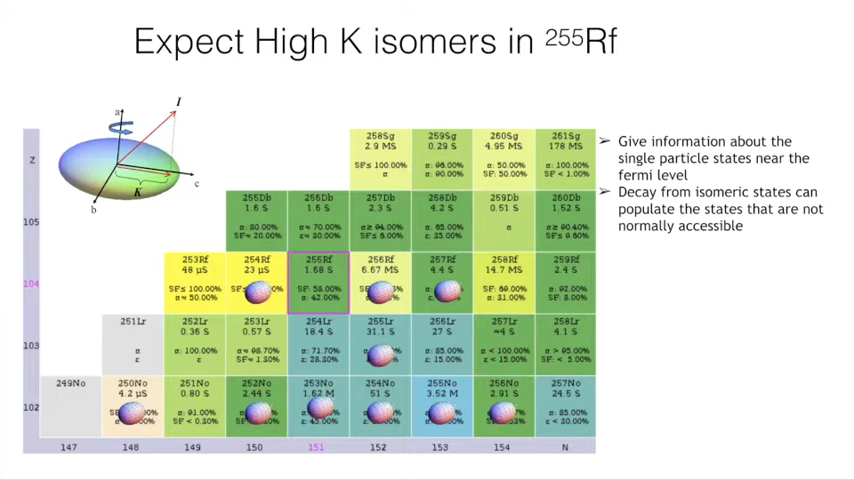 Expect High K isomers in ²⁵⁵Rf
I
a
c
b
K
➢ Give information about the
single particle states near the
fermi level
➢ Decay from isomeric states can
populate the states that are not
normally accessible
Z
258Sg 259Sg 260Sg 261Sg
2.9 MS 0.29 S 4.95 MS 178 MS
SF≤ 100.00% α: 50.00% α: 100.00%
α α: 90.00% SF: 50.00% SF < 1.00%
105
255Db 256Db 257Db 258Db 259Db 260Db
1.6 S 1.6 S 2.3 S 4.2 S 0.51 S 1.52 S
α: 80.00% α≈ 70.00% α: 65.00% α α≥ 90.40%
SF≈ 20.00% ε≈ 30.00% SF≤ 6.00% ε: 35.00% SF≤ 9.60%
104
253Rf 254Rf 255Rf 256Rf 257Rf 258Rf 259Rf
48 µS 23 µS 1.68 S 6.67 MS 4.4 S 14.7 MS 2.4 S
SF≤ 100.00% SF: 58.00% SF: 69.00% α: 92.00%
α≈ 50.00% α: 42.00% α: 31.00% SF: 8.00%
103
251Lr 252Lr 253Lr 254Lr 255Lr 256Lr 257Lr 258Lr
0.36 S 0.57 S 18.4 S 31.1 S 27 S ≈4 S 4.1 S
α α: 100.00% α≈ 98.70% α: 71.70% α: 85.00% α < 100.00% α > 95.00%
ε ε SF≈ 1.30% ε: 28.30% ε: 15.00% ε < 15.00% SF: < 5.00%
102
249No 250No 251No 252No 253No 254No 255No 256No 257No
4.2 µS 0.80 S 2.44 S 1.62 M 51 S 3.52 M 2.91 S 24.5 S
α: 91.00% α: 85.00%
SF < 0.30% ε < 30.00%
147 148 149 150 151 152 153 154 N